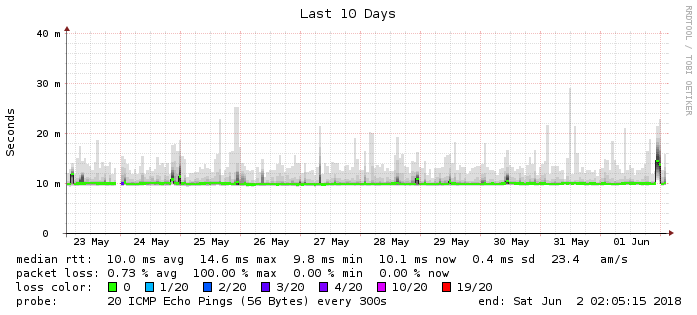 Last 10 Days
RRDTOOL / TOBI OETIKER
40 m
30 m
20 m
10 m
0
Seconds
23 May 24 May 25 May 26 May 27 May 28 May 29 May 30 May 31 May 01 Jun
median rtt: 10.0 ms avg 14.6 ms max 9.8 ms min 10.1 ms now 0.4 ms sd 23.4 am/s
packet loss: 0.73 % avg 100.00 % max 0.00 % min 0.00 % now
loss color: 0 1/20 2/20 3/20 4/20 10/20 19/20
probe: 20 ICMP Echo Pings (56 Bytes) every 300s end: Sat Jun 2 02:05:15 2018